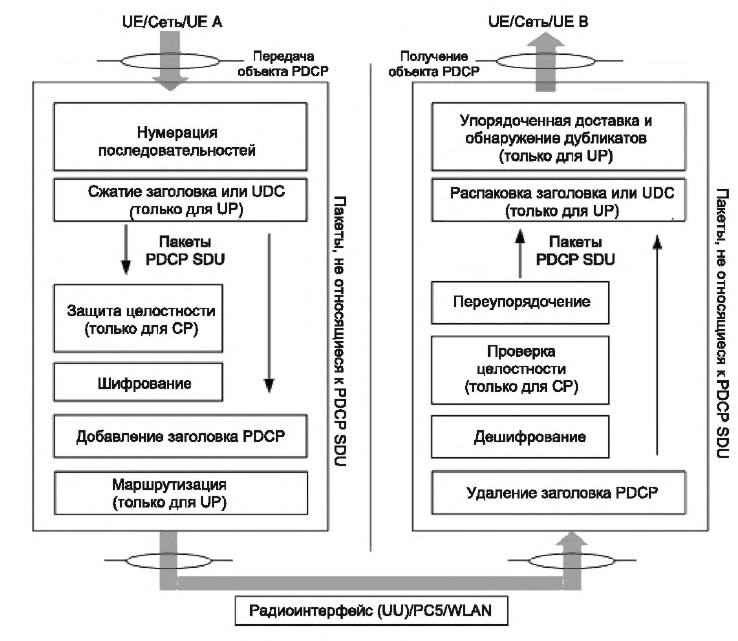 UE/Сеть/UE A
Передача
объекта PDCP
Нумерация
последовательностей
Сжатие заголовка или UDC
(только для UP)
Пакеты
PDCP SDU
Защита целостности
(только для CP)
Шифрование
Добавление заголовка PDCP
Маршрутизация
(только для UP)
Пакеты, не относящиеся к PDCP SDU
UE/Сеть/UE B
Получение
объекта PDCP
Упорядоченная доставка и
обнаружение дубликатов
(только для UP)
Распаковка заголовка или UDC
(только для UP)
Пакеты
PDCP SDU
Переупорядочение
Проверка
целостности
(только для CP)
Дешифрование
Удаление заголовка PDCP
Пакеты, не относящиеся к PDCP SDU
Радиоинтерфейс (UU)/PC5/WLAN